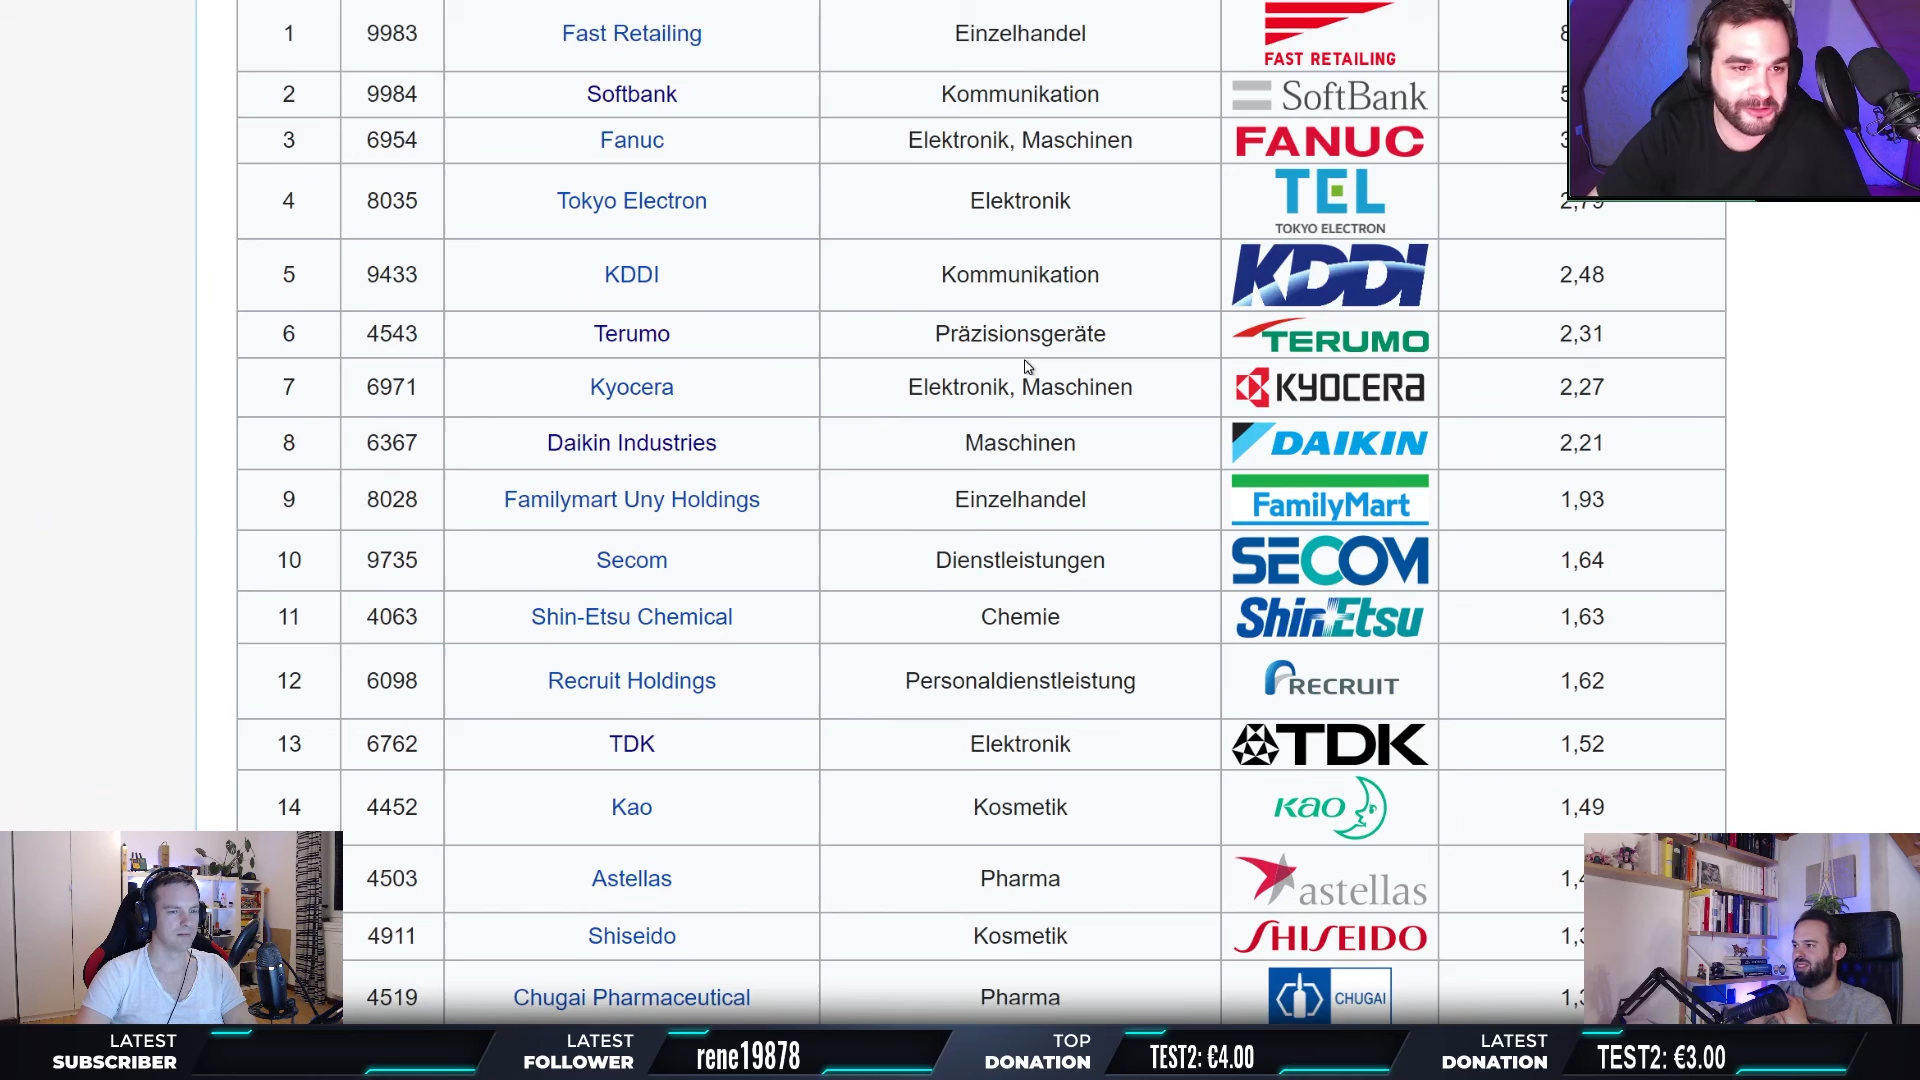 1 9983 Fast Retailing Einzelhandel FAST RETAILING
2 9984 Softbank Kommunikation SoftBank
3 6954 Fanuc Elektronik, Maschinen FANUC
4 8035 Tokyo Electron Elektronik TEL TOKYO ELECTRON 2,79
5 9433 KDDI Kommunikation KDDI 2,48
6 4543 Terumo Präzisionsgeräte TERUMO 2,31
7 6971 Kyocera Elektronik, Maschinen KYOCERA 2,27
8 6367 Daikin Industries Maschinen DAIKIN 2,21
9 8028 Familymart Uny Holdings Einzelhandel FamilyMart 1,93
10 9735 Secom Dienstleistungen SECOM 1,64
11 4063 Shin-Etsu Chemical Chemie ShinEtsu 1,63
12 6098 Recruit Holdings Personaldienstleistung RECRUIT 1,62
13 6762 TDK Elektronik TDK 1,52
14 4452 Kao Kosmetik Kao 1,49
4503 Astellas Pharma astellas
4911 Shiseido Kosmetik SHISEIDO
4519 Chugai Pharmaceutical Pharma CHUGAI
LATEST SUBSCRIBER
LATEST FOLLOWER rene19878
TOP DONATION TEST2: €4.00
LATEST DONATION TEST2: €3.00